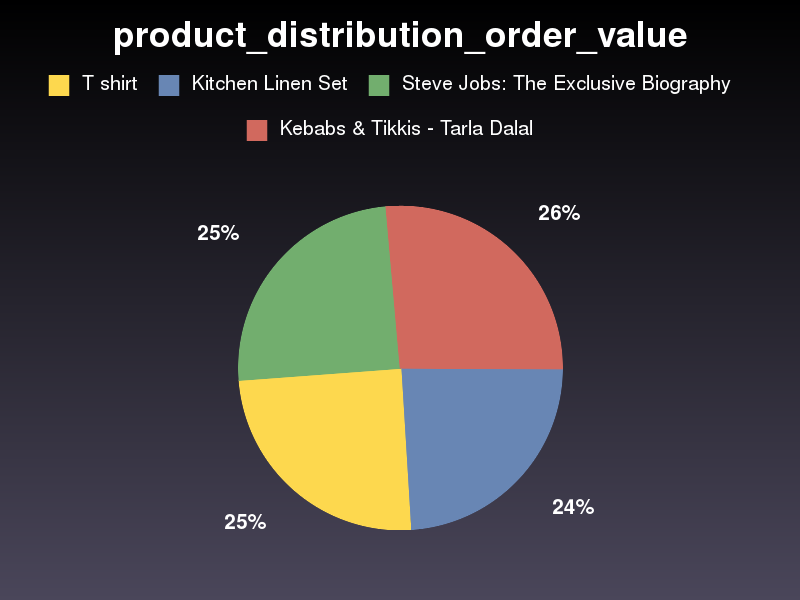 product_distribution_order_value
T shirt Kitchen Linen Set Steve Jobs: The Exclusive Biography
Kebabs & Tikkis - Tarla Dalal
26%
25%
24%
25%